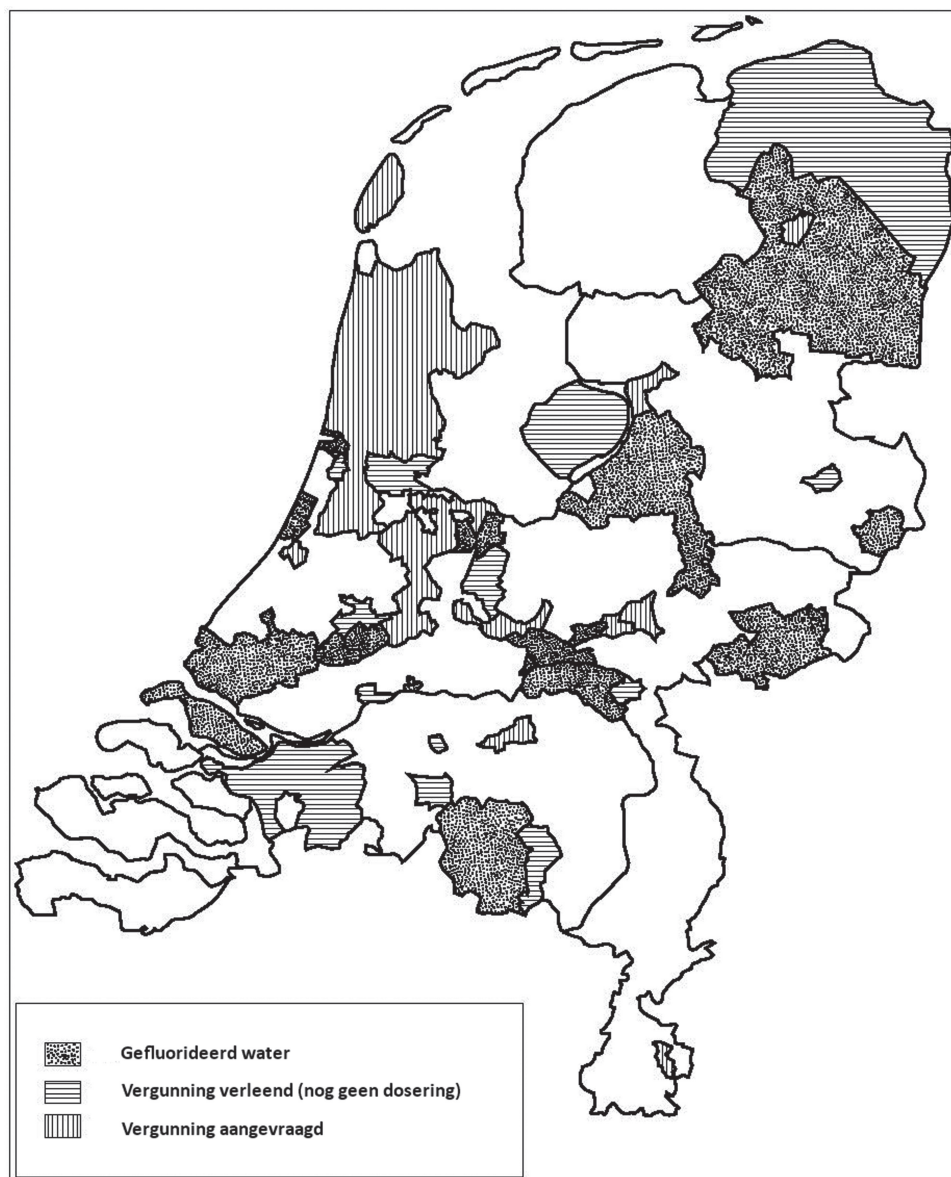 Gefluorideerd water
Vergunning verleend (nog geen dosering)
Vergunning aangevraagd